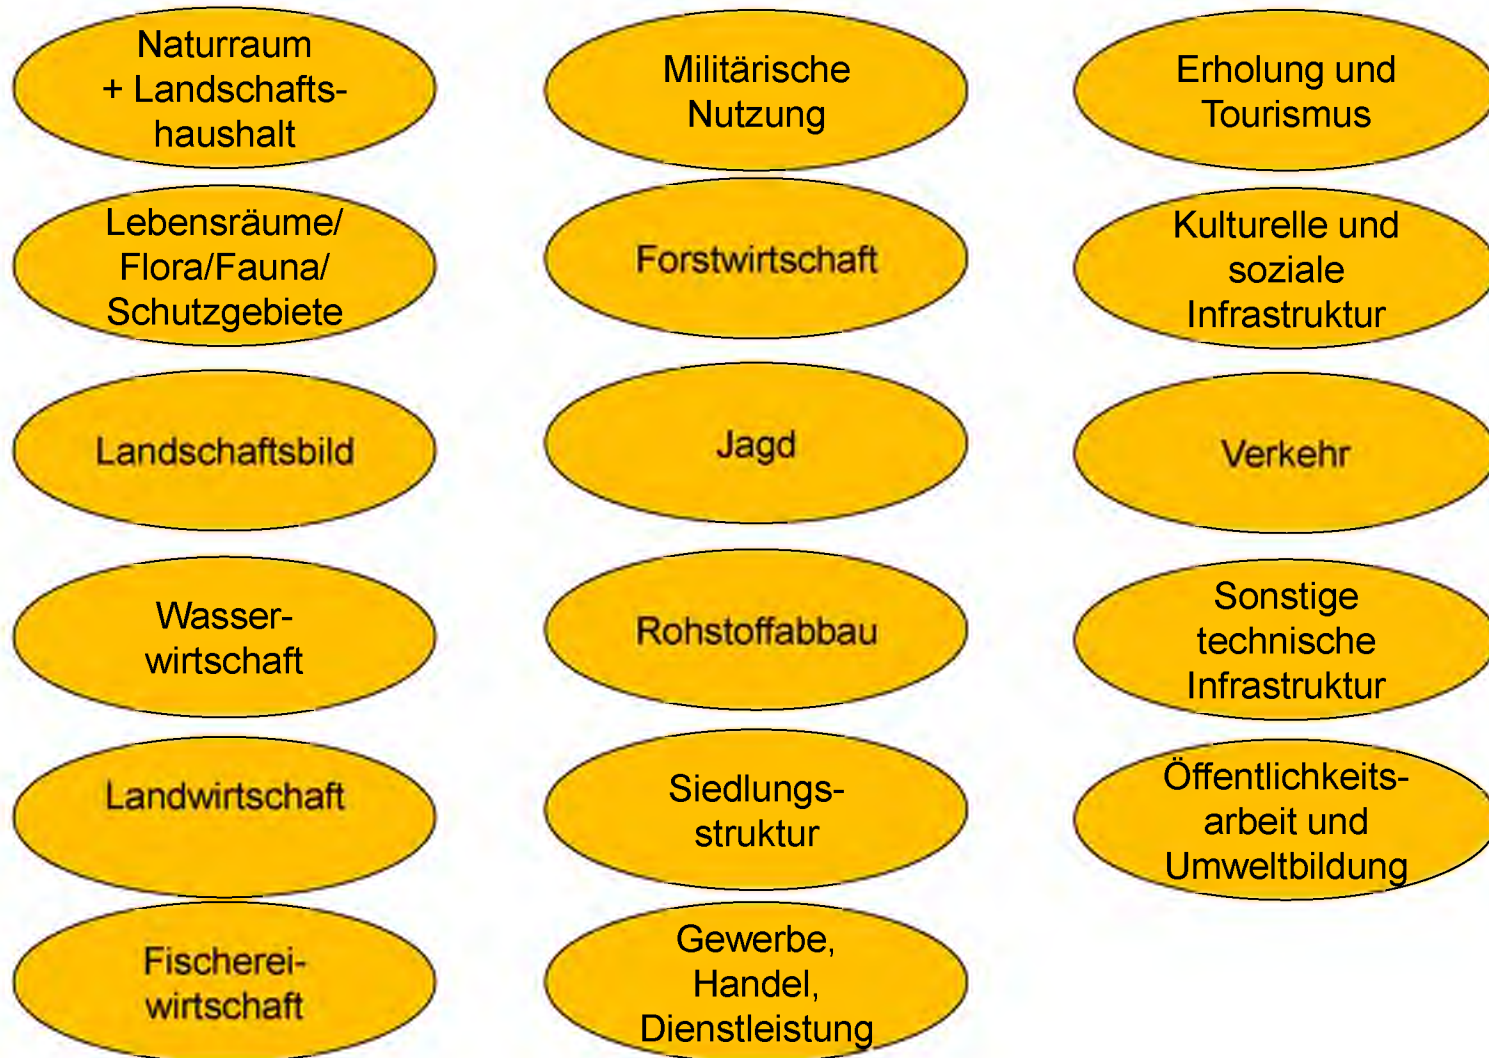 Naturraum
+ Landschafts-
haushalt
Lebensräume/
Flora/Fauna/
Schutzgebiete
Landschaftsbild
Wasser-
wirtschaft
Landwirtschaft
Fischerei-
wirtschaft
Militärische
Nutzung
Forstwirtschaft
Jagd
Rohstoffabbau
Siedlungs-
struktur
Gewerbe,
Handel,
Dienstleistung
Erholung und
Tourismus
Kulturelle und
soziale
Infrastruktur
Verkehr
Sonstige
technische
Infrastruktur
Öffentlichkeits-
arbeit und
Umweltbildung